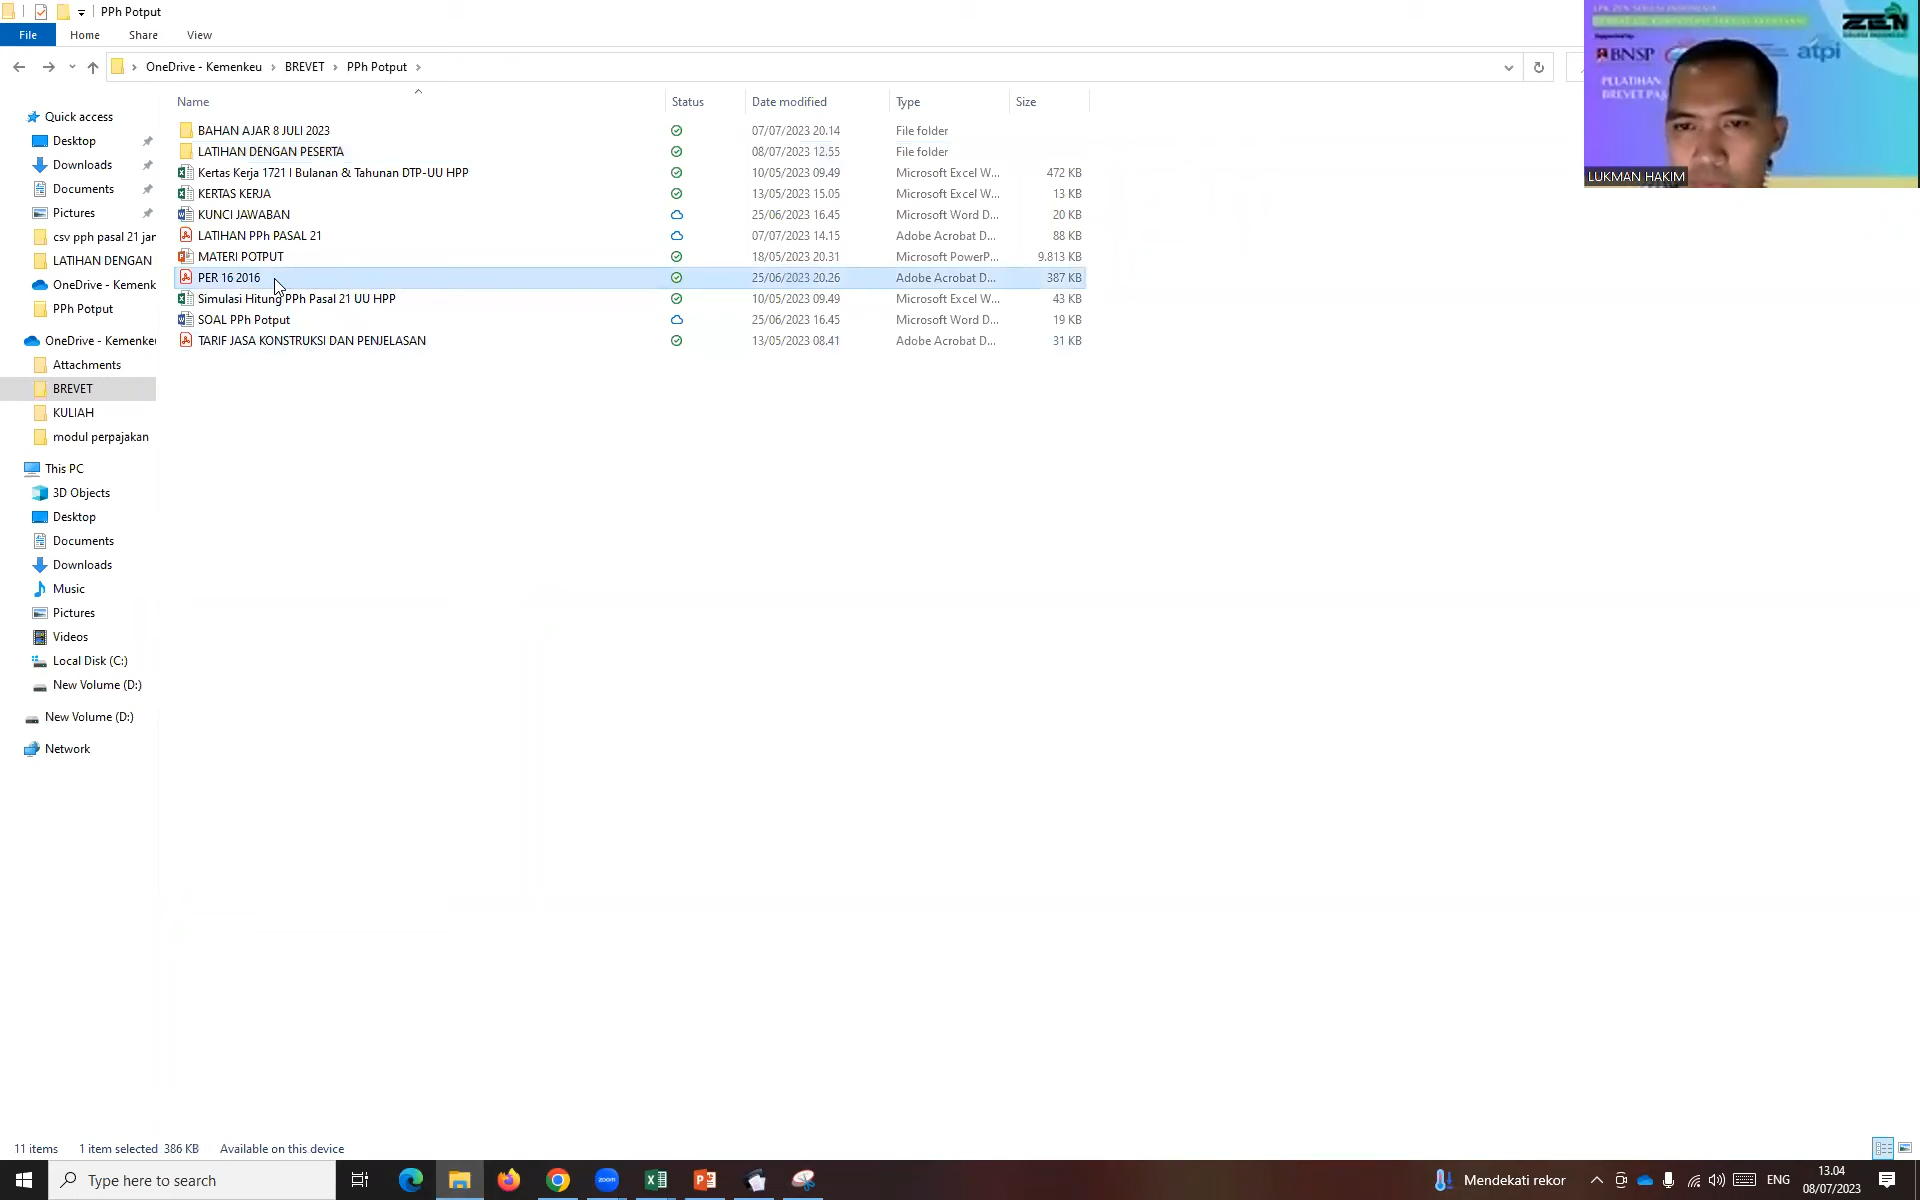 PPh Potput
File Home Share View
OneDrive - Kemenkeu BREVET PPh Potput
Name Status Date modified Type Size
BAHAN AJAR 8 JULI 2023 07/07/2023 20.14 File folder
LATIHAN DENGAN PESERTA 08/07/2023 12.55 File folder
Kertas Kerja 1721 I Bulanan & Tahunan DTP-UU HPP 10/05/2023 09.49 Microsoft Excel W... 472 KB
KERTAS KERJA 13/05/2023 15.05 Microsoft Excel W... 13 KB
KUNCI JAWABAN 25/06/2023 16.45 Microsoft Word D... 20 KB
LATIHAN PPh PASAL 21 07/07/2023 14.15 Adobe Acrobat D... 88 KB
MATERI POTPUT 18/05/2023 20.31 Microsoft PowerP... 9.813 KB
PER 16 2016 25/06/2023 20.26 Adobe Acrobat D... 387 KB
Simulasi Hitung PPh Pasal 21 UU HPP 10/05/2023 09.49 Microsoft Excel W... 43 KB
SOAL PPh Potput 25/06/2023 16.45 Microsoft Word D... 19 KB
TARIF JASA KONSTRUKSI DAN PENJELASAN 13/05/2023 08.41 Adobe Acrobat D... 31 KB
Quick access
Desktop
Downloads
Documents
Pictures
csv pph pasal 21 jar
LATIHAN DENGAN
OneDrive - Kemenk
PPh Potput
OneDrive - Kemenkeu
Attachments
BREVET
KULIAH
modul perpajakan
This PC
3D Objects
Desktop
Documents
Downloads
Music
Pictures
Videos
Local Disk (C:)
New Volume (D:)
New Volume (D:)
Network
ZEN
BNSP atpi
PELATIHAN
BREVET PAJ
LUKMAN HAKIM
11 items 1 item selected 386 KB Available on this device
Type here to search
zoom
Mendekati rekor
ENG
13.04
08/07/2023